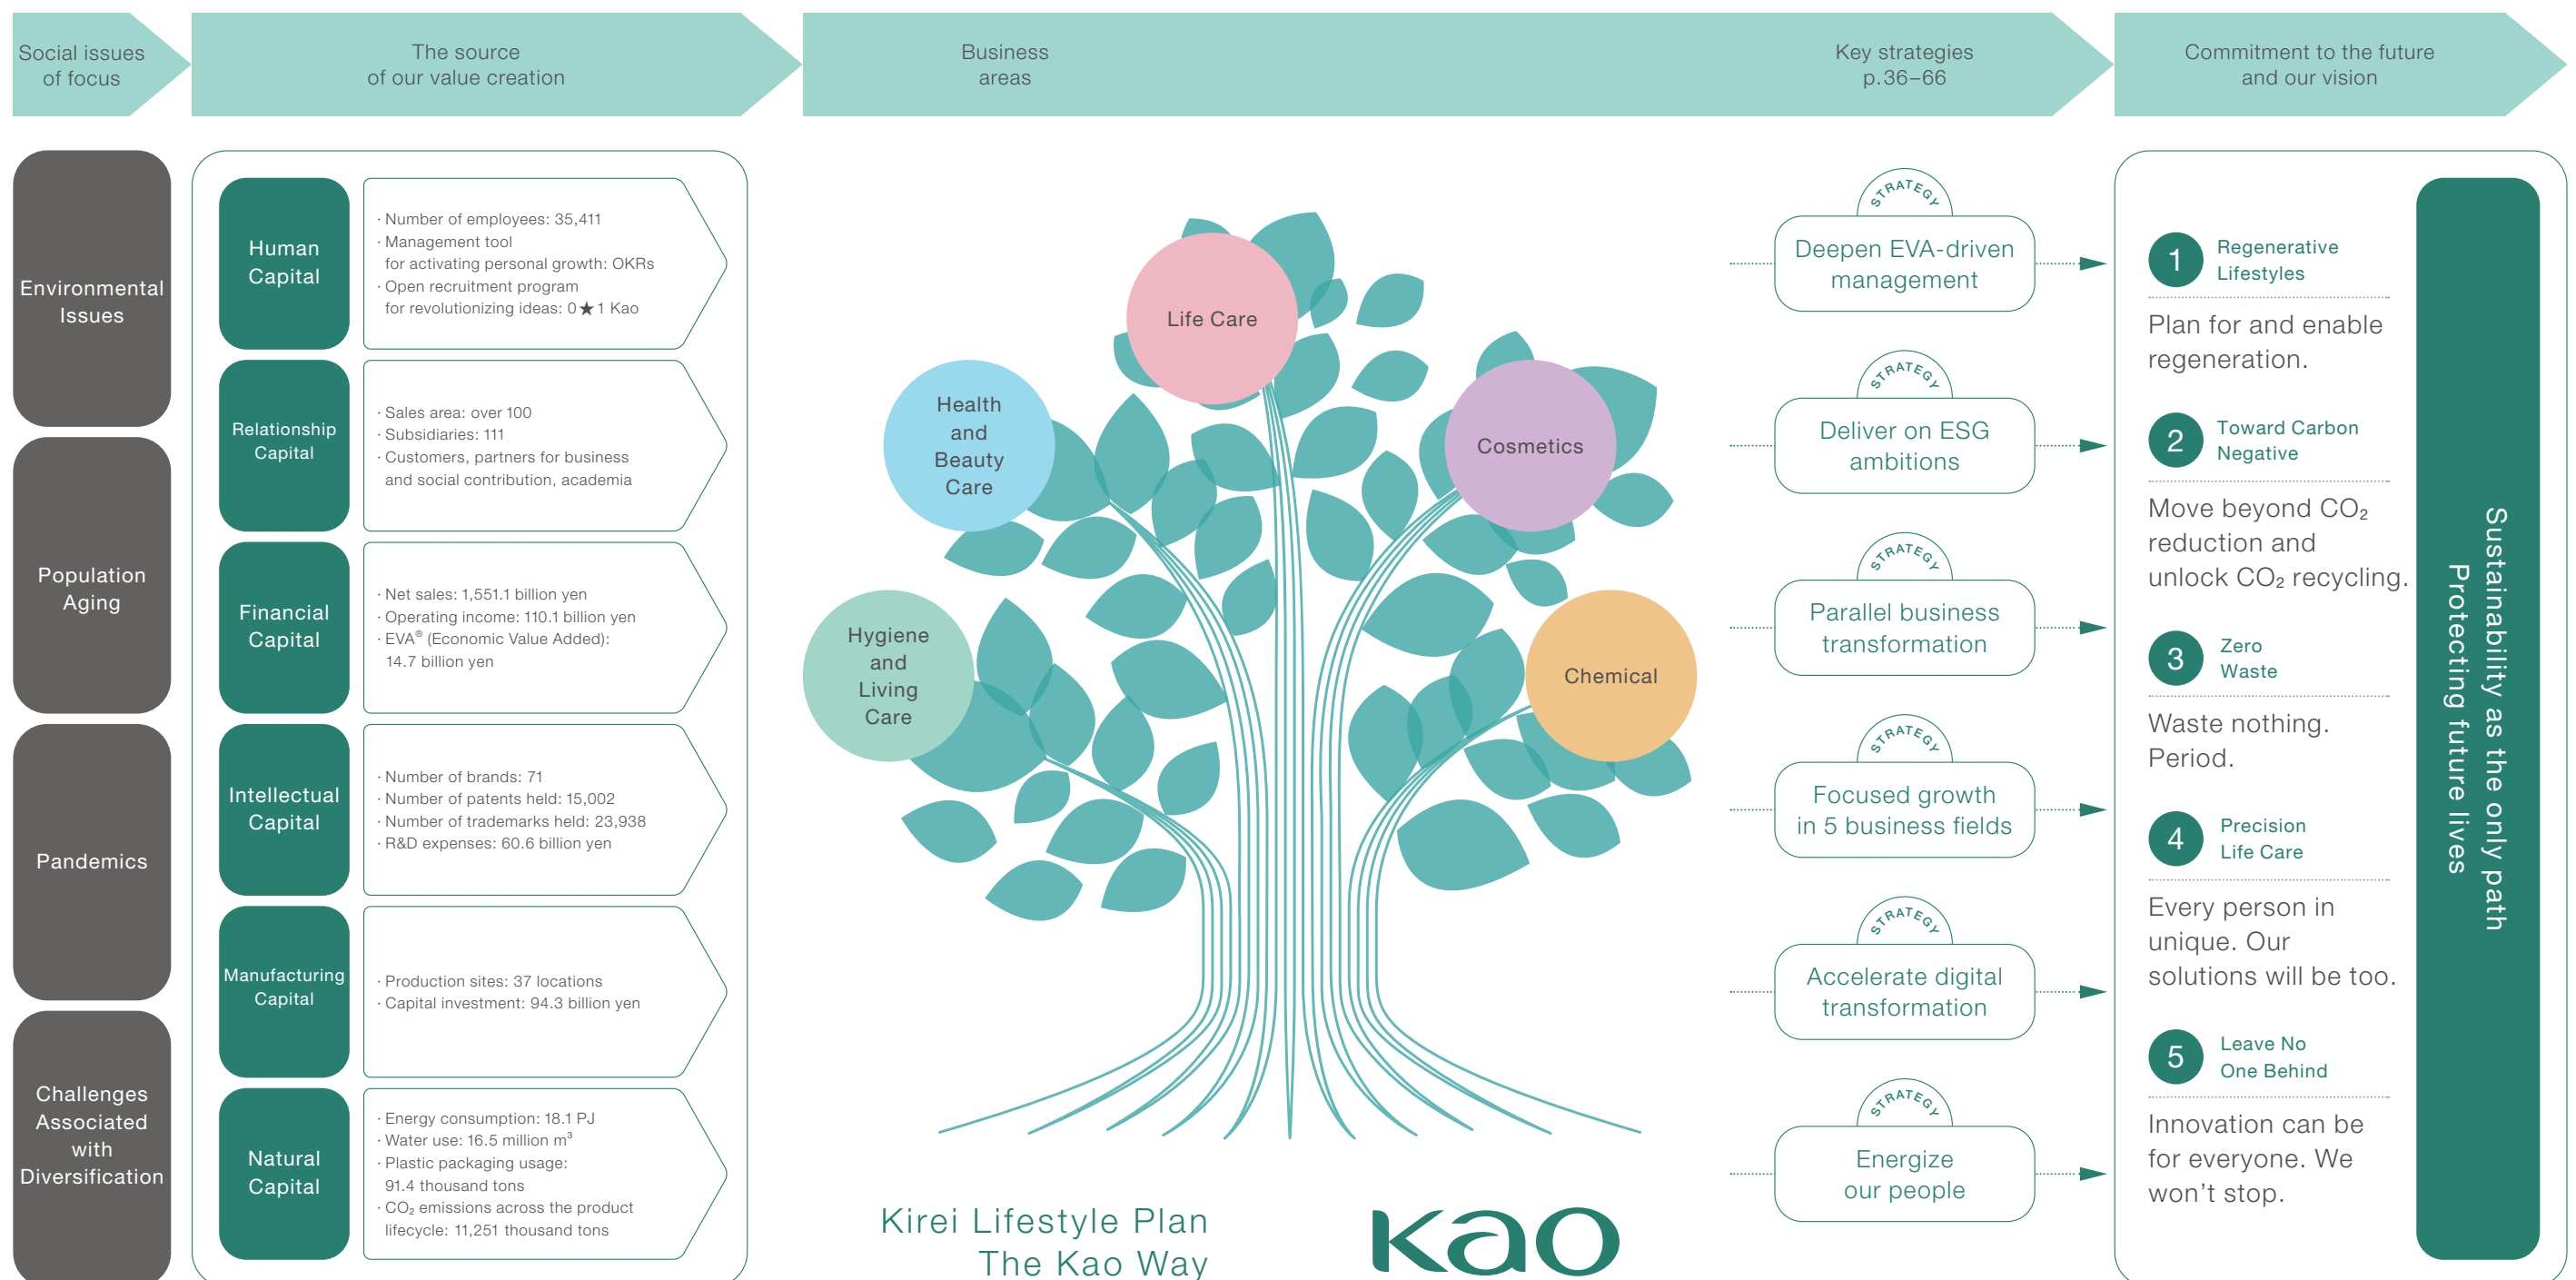 Social issues
of focus
The source
of our value creation
Business
areas
Key strategies
p.36–66
Commitment to the future
and our vision
Environmental
Issues
Population
Aging
Pandemics
Challenges
Associated
with
Diversification
Human
Capital
· Number of employees: 35,411
· Management tool
for activating personal growth: OKRs
· Open recruitment program
for revolutionizing ideas: 0★1 Kao
Relationship
Capital
· Sales area: over 100
· Subsidiaries: 111
· Customers, partners for business
and social contribution, academia
Financial
Capital
· Net sales: 1,551.1 billion yen
· Operating income: 110.1 billion yen
· EVA® (Economic Value Added):
14.7 billion yen
Intellectual
Capital
· Number of brands: 71
· Number of patents held: 15,002
· Number of trademarks held: 23,938
· R&D expenses: 60.6 billion yen
Manufacturing
Capital
· Production sites: 37 locations
· Capital investment: 94.3 billion yen
Natural
Capital
· Energy consumption: 18.1 PJ
· Water use: 16.5 million m³
· Plastic packaging usage:
91.4 thousand tons
· CO₂ emissions across the product
lifecycle: 11,251 thousand tons
Life Care
Health
and
Beauty
Care
Cosmetics
Hygiene
and
Living
Care
Chemical
Kirei Lifestyle Plan
The Kao Way
Kao
STRATEGY
Deepen EVA-driven
management
STRATEGY
Deliver on ESG
ambitions
STRATEGY
Parallel business
transformation
STRATEGY
Focused growth
in 5 business fields
STRATEGY
Accelerate digital
transformation
STRATEGY
Energize
our people
1 Regenerative
Lifestyles
Plan for and enable
regeneration.
2 Toward Carbon
Negative
Move beyond CO₂
reduction and
unlock CO₂ recycling.
3 Zero
Waste
Waste nothing.
Period.
4 Precision
Life Care
Every person in
unique. Our
solutions will be too.
5 Leave No
One Behind
Innovation can be
for everyone. We
won't stop.
Sustainability as the only path
Protecting future lives